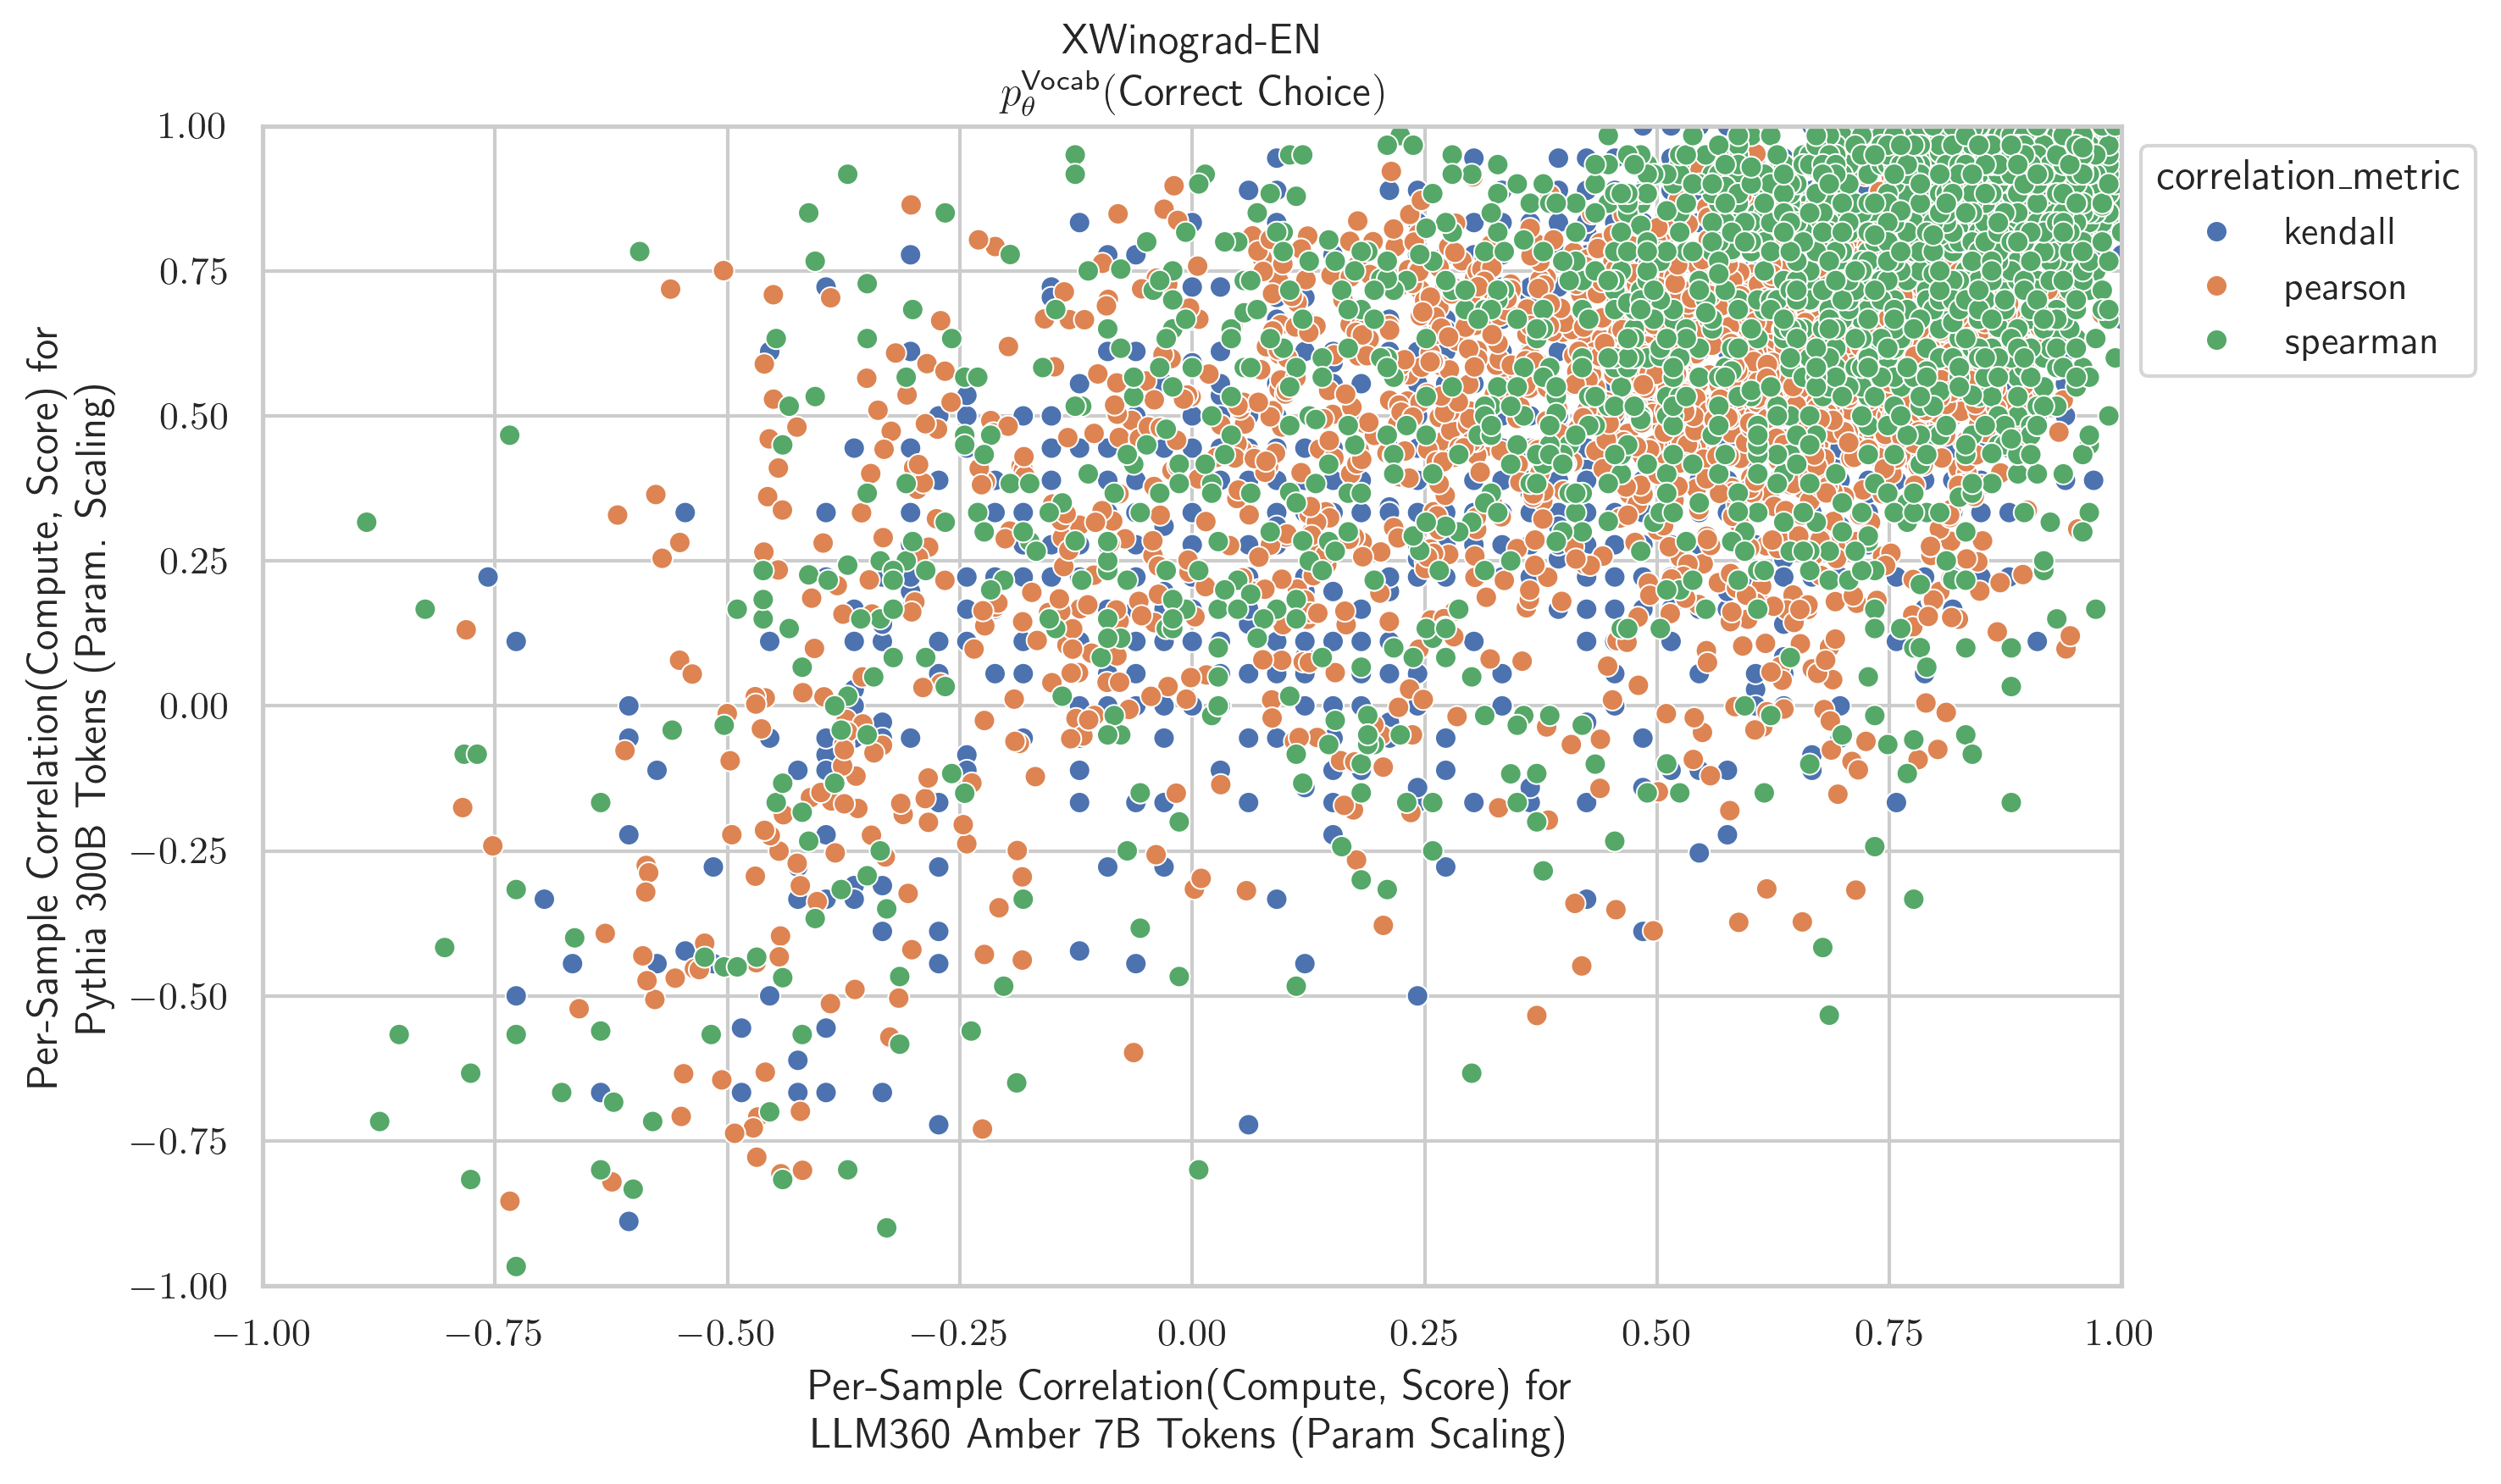 XWinograd-EN
p_θ^Vocab(Correct Choice)
1.00
0.75
0.50
0.25
0.00
−0.25
−0.50
−0.75
−1.00
Per-Sample Correlation(Compute, Score) for
Pythia 300B Tokens (Param. Scaling)
−1.00 −0.75 −0.50 −0.25 0.00 0.25 0.50 0.75 1.00
Per-Sample Correlation(Compute, Score) for
LLM360 Amber 7B Tokens (Param Scaling)
correlation_metric
kendall
pearson
spearman